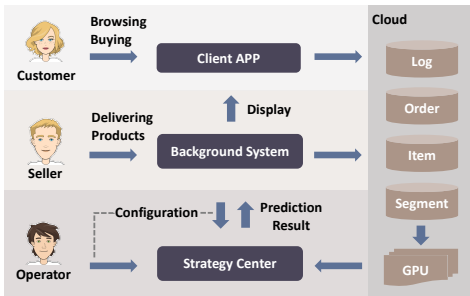 Browsing
Buying
Customer
Client APP
Cloud
Log
Order
Display
Delivering
Products
Seller
Background System
Item
Segment
Configuration
Prediction
Result
Operator
Strategy Center
GPU